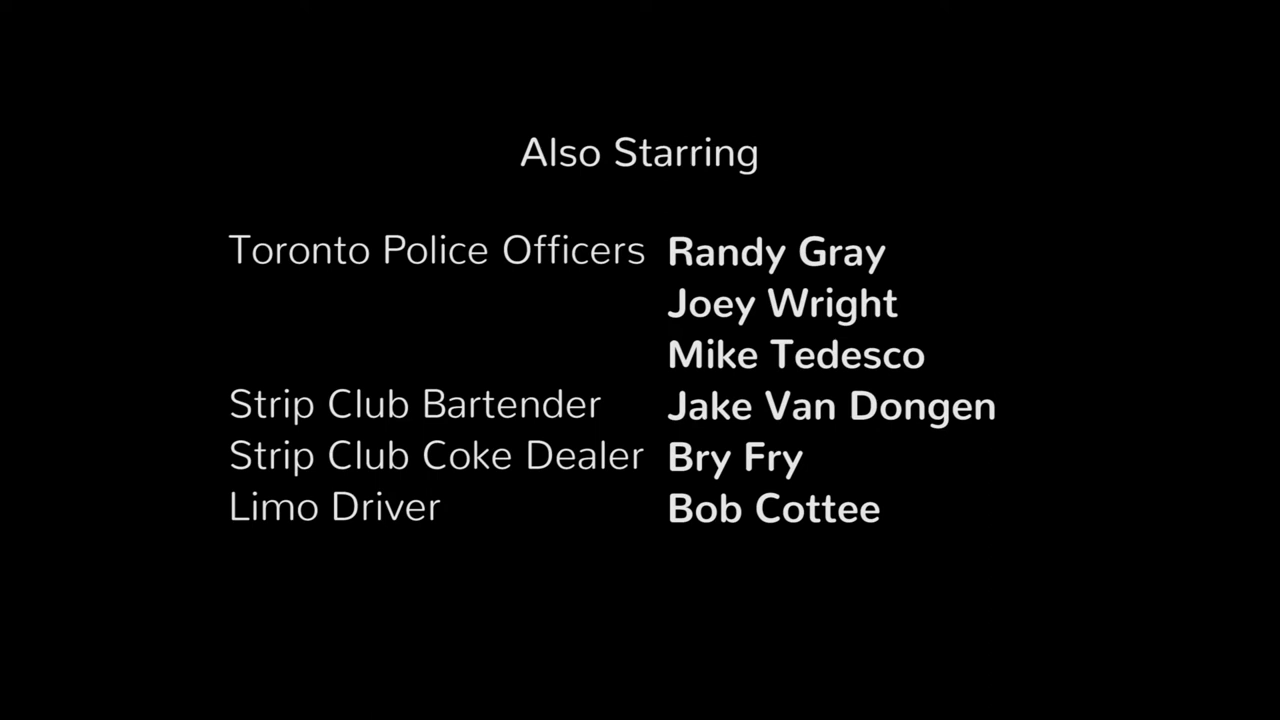 Also Starring
Toronto Police Officers Randy Gray
Joey Wright
Mike Tedesco
Strip Club Bartender Jake Van Dongen
Strip Club Coke Dealer Bry Fry
Limo Driver Bob Cottee